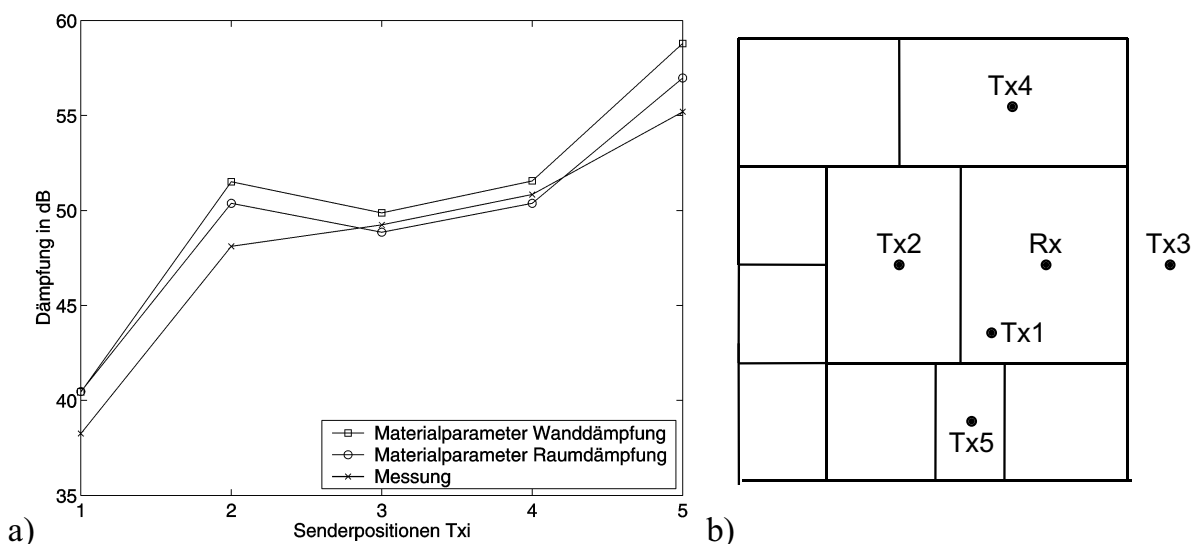 60
55
50
45
40
35
Dämpfung in dB
1 2 3 4 5
Senderpositionen Txi
Materialparameter Wanddämpfung
Materialparameter Raumdämpfung
Messung
a)
Tx4
Tx2
Rx
Tx3
Tx1
Tx5
b)